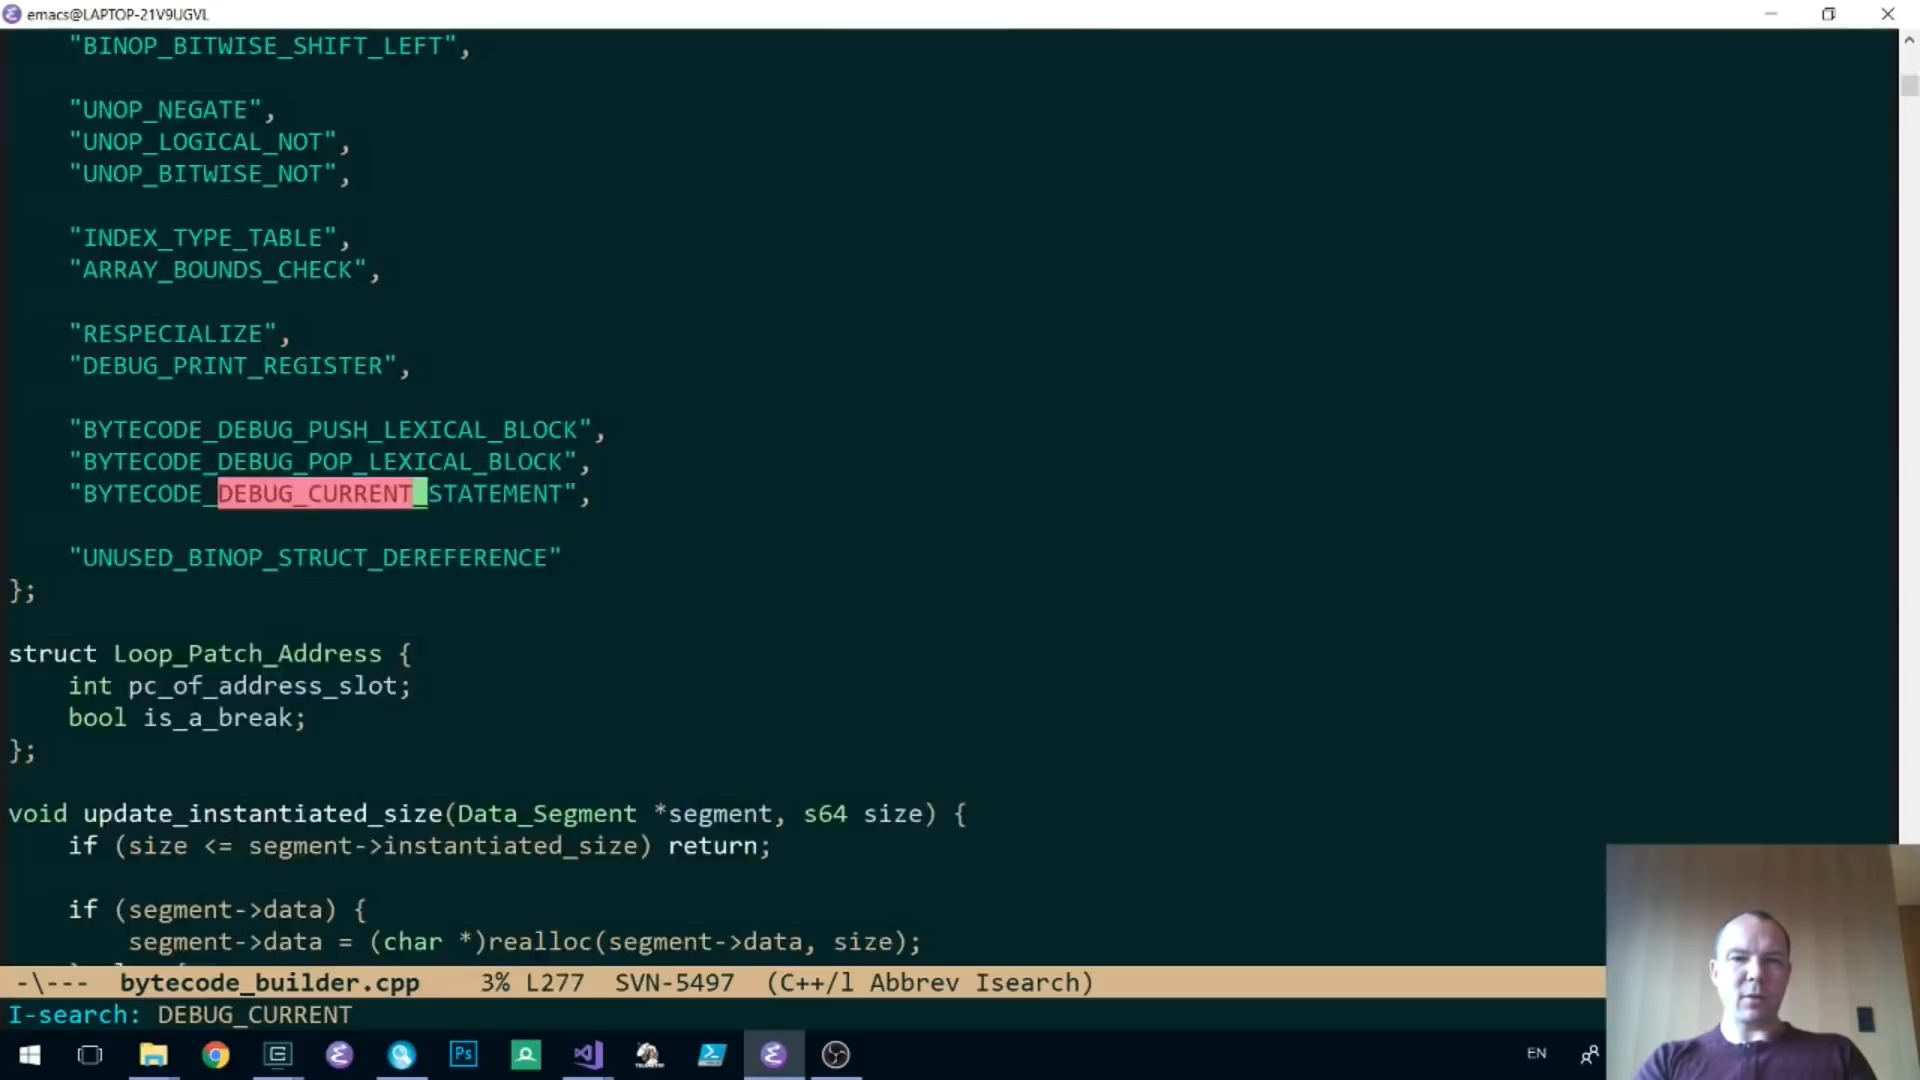 emacs@LAPTOP-21V9UGVL
"BINOP_BITWISE_SHIFT_LEFT",
"UNOP_NEGATE",
"UNOP_LOGICAL_NOT",
"UNOP_BITWISE_NOT",
"INDEX_TYPE_TABLE",
"ARRAY_BOUNDS_CHECK",
"RESPECIALIZE",
"DEBUG_PRINT_REGISTER",
"BYTECODE_DEBUG_PUSH_LEXICAL_BLOCK",
"BYTECODE_DEBUG_POP_LEXICAL_BLOCK",
"BYTECODE_DEBUG_CURRENT_STATEMENT",
"UNUSED_BINOP_STRUCT_DEREFERENCE"
};
struct Loop_Patch_Address {
int pc_of_address_slot;
bool is_a_break;
};
void update_instantiated_size(Data_Segment *segment, s64 size) {
if (size <= segment->instantiated_size) return;
if (segment->data) {
segment->data = (char *)realloc(segment->data, size);
-\--- bytecode_builder.cpp 3% L277 SVN-5497 (C++/l Abbrev Isearch)
I-search: DEBUG_CURRENT
Ps
TELEMETRY
EN